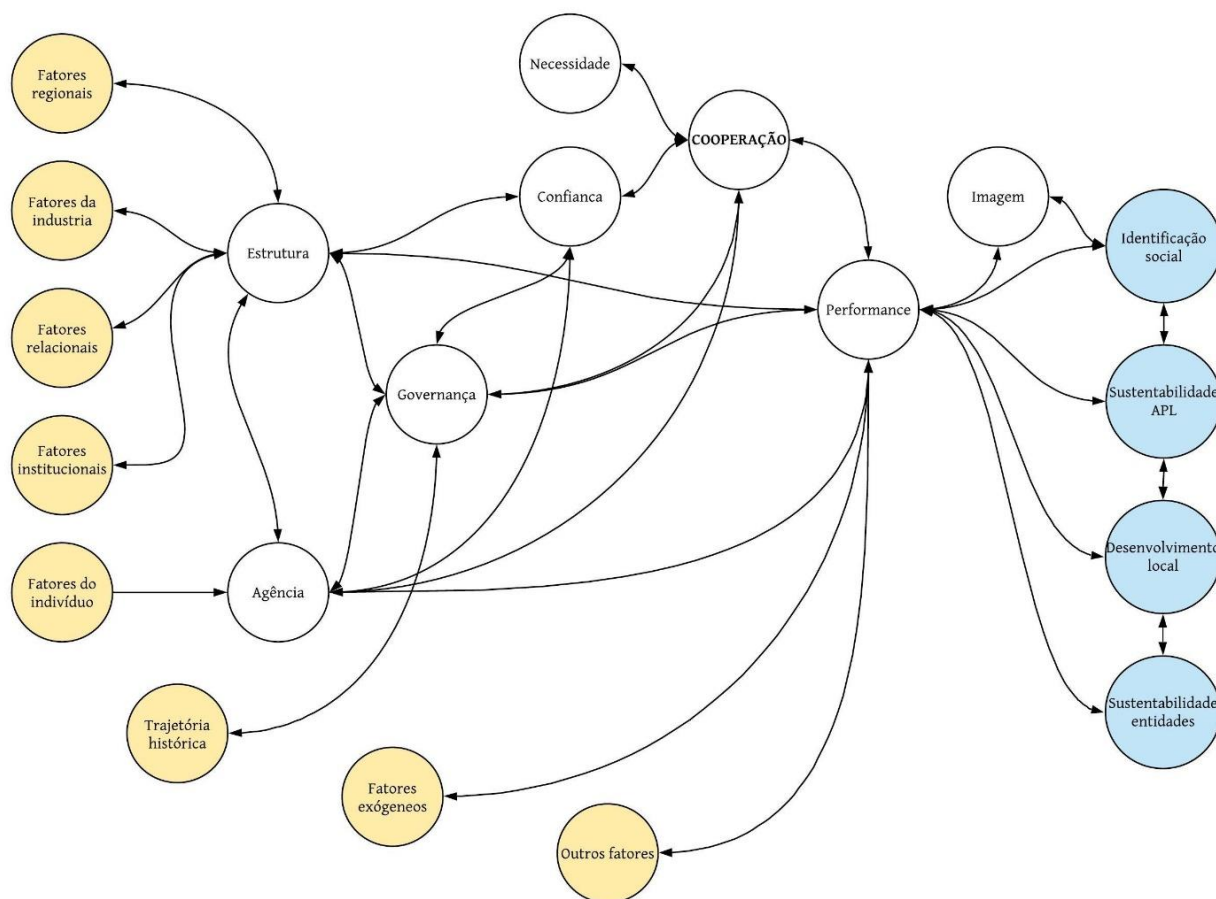 Fatores
regionais
Necessidade
COOPERAÇÃO
Fatores da
industria
Confianca
Imagem
Identificação
social
Estrutura
Performance
Fatores
relacionais
Governança
Sustentabilidade
APL
Fatores
institucionais
Fatores do
indivíduo
Agência
Desenvolvimento
local
Trajetória
histórica
Sustentabilidade
entidades
Fatores
exógeneos
Outros fatores